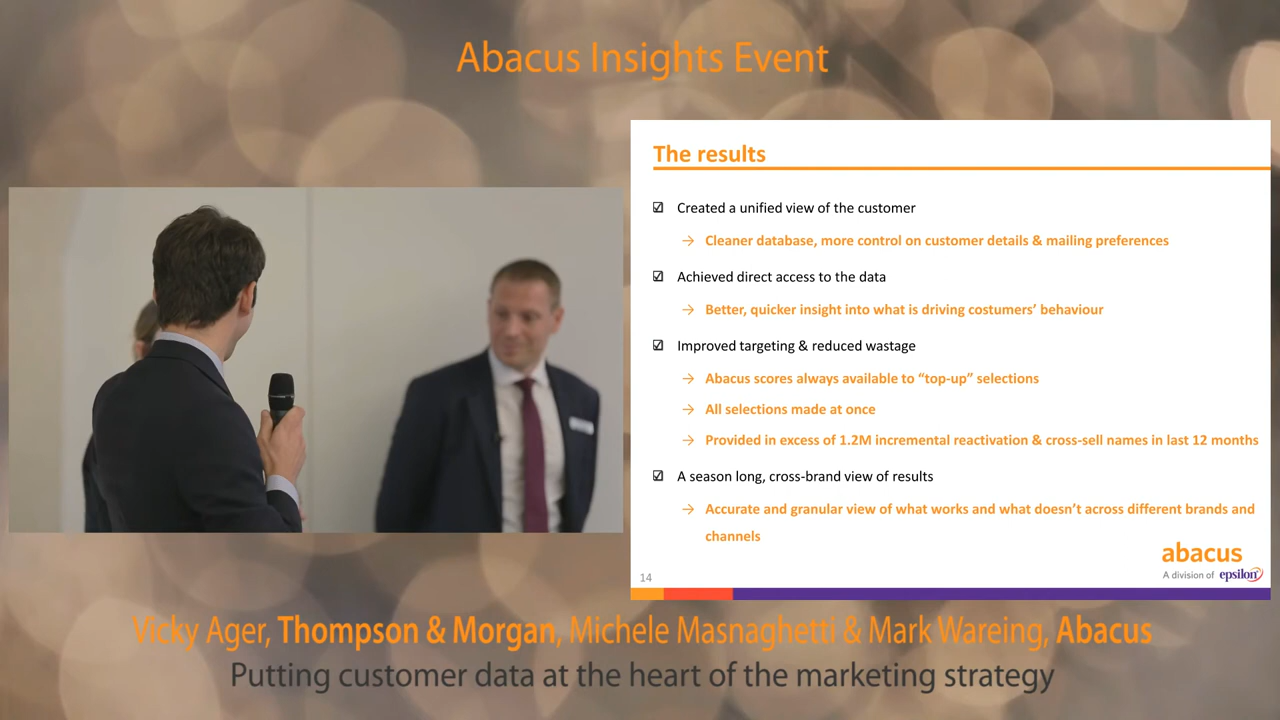 Abacus Insights Event
The results
☑ Created a unified view of the customer
→ Cleaner database, more control on customer details & mailing preferences
☑ Achieved direct access to the data
→ Better, quicker insight into what is driving costumers’ behaviour
☑ Improved targeting & reduced wastage
→ Abacus scores always available to “top-up” selections
→ All selections made at once
→ Provided in excess of 1.2M incremental reactivation & cross-sell names in last 12 months
☑ A season long, cross-brand view of results
→ Accurate and granular view of what works and what doesn’t across different brands and
channels
abacus
A division of epsilon
14
Vicky Ager, Thompson & Morgan, Michele Masnaghetti & Mark Wareing, Abacus
Putting customer data at the heart of the marketing strategy